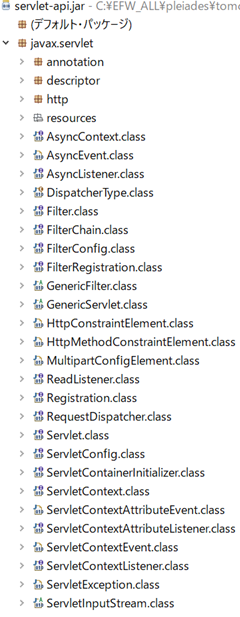 servlet-api.jar - C:¥EFW_ALL¥pleiades¥tomc
(デフォルト・パッケージ)
javax.servlet
annotation
descriptor
http
resources
AsyncContext.class
AsyncEvent.class
AsyncListener.class
DispatcherType.class
Filter.class
FilterChain.class
FilterConfig.class
FilterRegistration.class
GenericFilter.class
GenericServlet.class
HttpConstraintElement.class
HttpMethodConstraintElement.class
MultipartConfigElement.class
ReadListener.class
Registration.class
RequestDispatcher.class
Servlet.class
ServletConfig.class
ServletContainerInitializer.class
ServletContext.class
ServletContextAttributeEvent.class
ServletContextAttributeListener.class
ServletContextEvent.class
ServletContextListener.class
ServletException.class
ServletInputStream.class